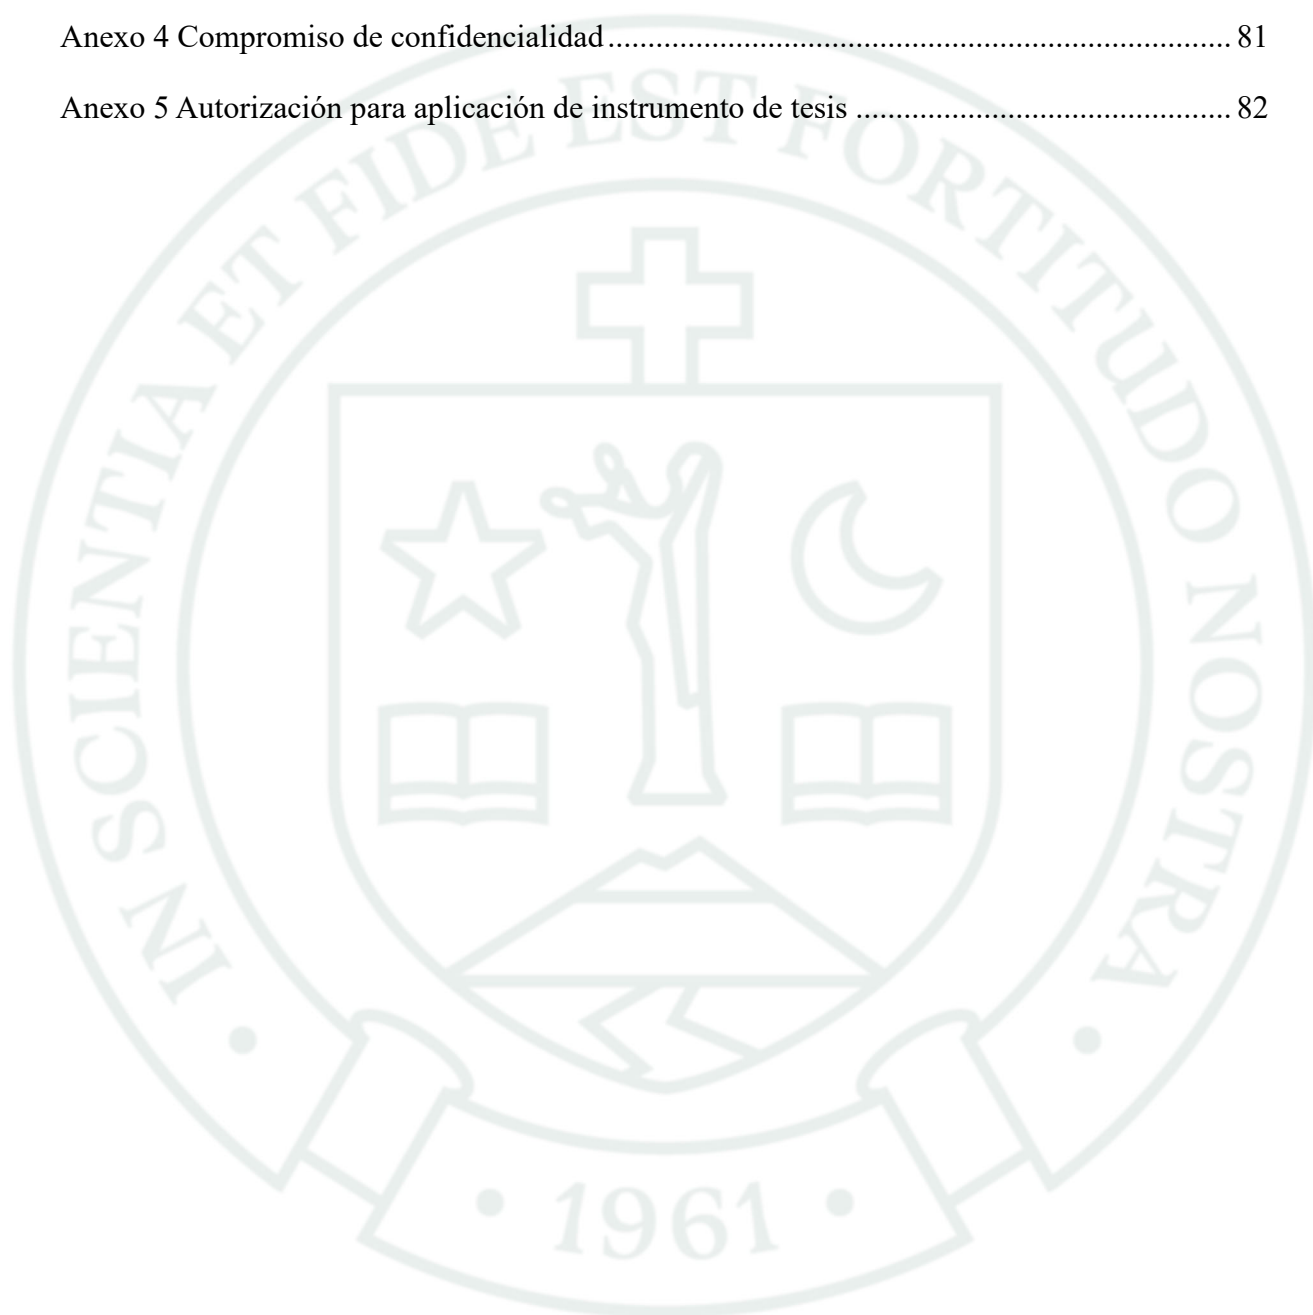 Anexo 4 Compromiso de confidencialidad .............................................................................. 81
Anexo 5 Autorización para aplicación de instrumento de tesis ............................................... 82
IN SCIENTIA ET FIDE EST FORTITUDO NOSTRA
• 1961 •